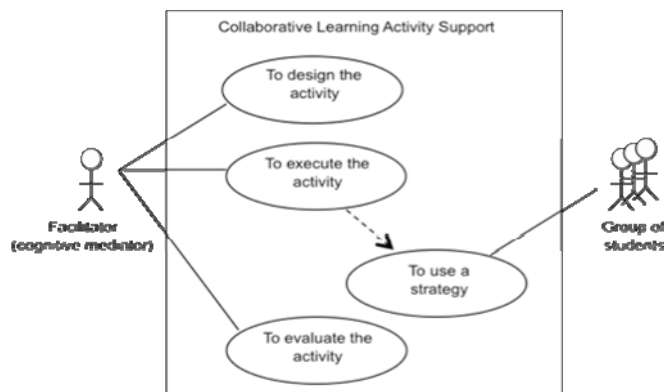 Collaborative Learning Activity Support
To design the
activity
To execute the
activity
Facilitator
(cognitive mediator)
Group of
students
To use a
strategy
To evaluate the
activity